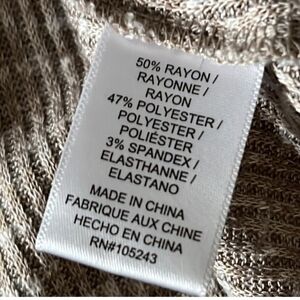 50% RAYON /
RAYONNE /
RAYON
47% POLYESTER /
POLYESTER /
POLIÉSTER
3% SPANDEX /
ELASTHANNE /
ELASTANO
MADE IN CHINA
FABRIQUE AUX CHINE
HECHO EN CHINA
RN#105243